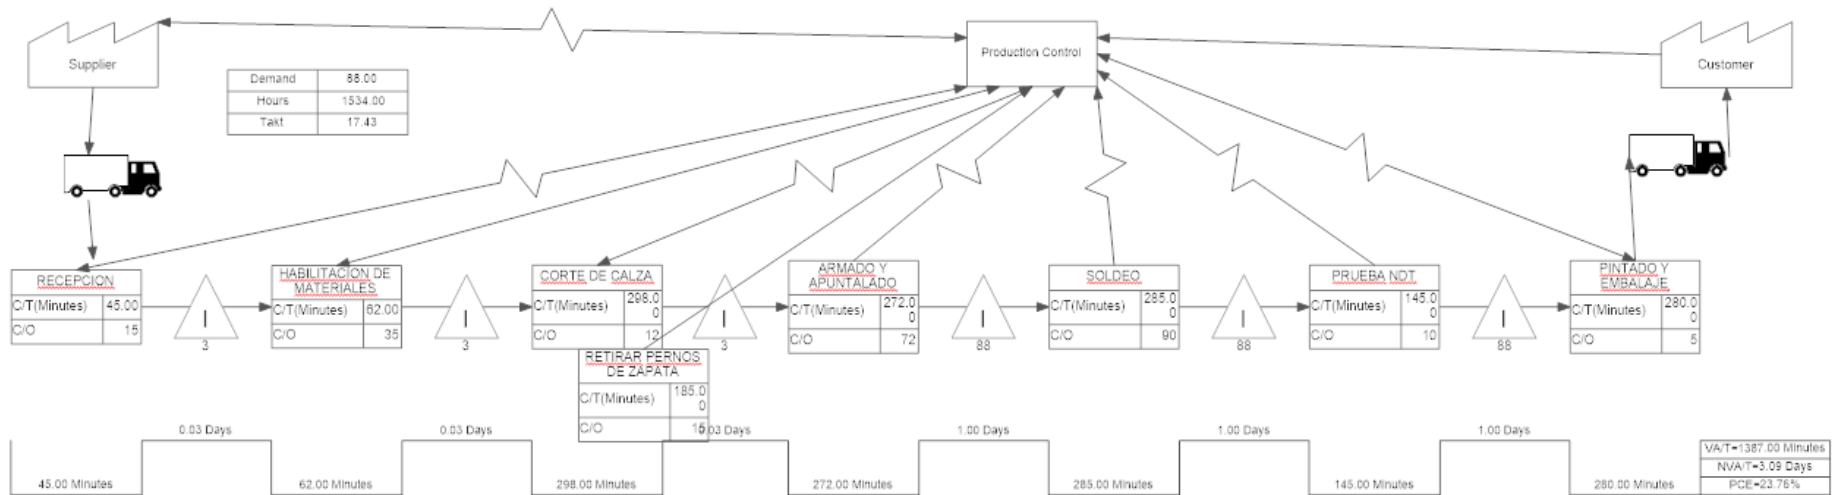 Supplier
Production Control
Customer
Demand 88.00
Hours 1534.00
Takt 17.43
RECEPCION
C/T(Minutes) 45.00
C/O 15
I
3
HABILITACION DE
MATERIALES
C/T(Minutes) 62.00
C/O 35
I
3
CORTE DE CALZA
C/T(Minutes) 298.0
0
C/O 12
RETIRAR PERNOS
DE ZAPATA
C/T(Minutes) 185.0
0
C/O 15
I
3
ARMADO Y
APUNTALADO
C/T(Minutes) 272.0
0
C/O 72
I
88
SOLDEO
C/T(Minutes) 285.0
0
C/O 90
I
88
PRUEBA NDT
C/T(Minutes) 145.0
0
C/O 10
I
88
PINTADO Y
EMBALAJE
C/T(Minutes) 280.0
0
C/O 5
0.03 Days 0.03 Days 0.03 Days 1.00 Days 1.00 Days 1.00 Days
45.00 Minutes 62.00 Minutes 298.00 Minutes 272.00 Minutes 285.00 Minutes 145.00 Minutes 280.00 Minutes
VA/T=1387.00 Minutes
NVA/T=3.09 Days
PCE=23.76%